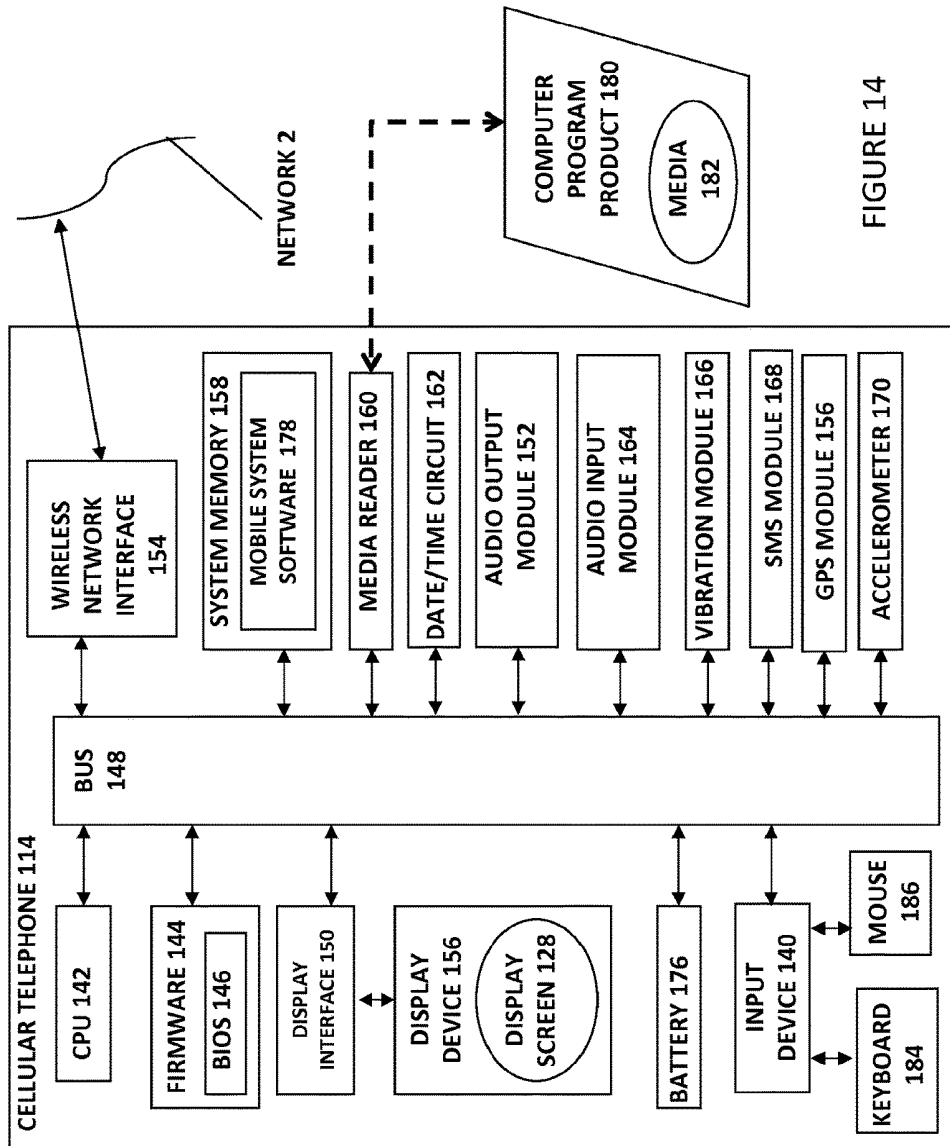 CELLULAR TELEPHONE 114
CPU 142
FIRMWARE 144
BIOS 146
DISPLAY
INTERFACE 150
DISPLAY
DEVICE 156
DISPLAY
SCREEN 128
BATTERY 176
INPUT
DEVICE 140
KEYBOARD
184
MOUSE
186
BUS
148
WIRELESS
NETWORK
INTERFACE
154
SYSTEM MEMORY 158
MOBILE SYSTEM
SOFTWARE 178
MEDIA READER 160
DATE/TIME CIRCUIT 162
AUDIO OUTPUT
MODULE 152
AUDIO INPUT
MODULE 164
VIBRATION MODULE 166
SMS MODULE 168
GPS MODULE 156
ACCELEROMETER 170
NETWORK 2
COMPUTER
PROGRAM
PRODUCT 180
MEDIA
182
FIGURE 14